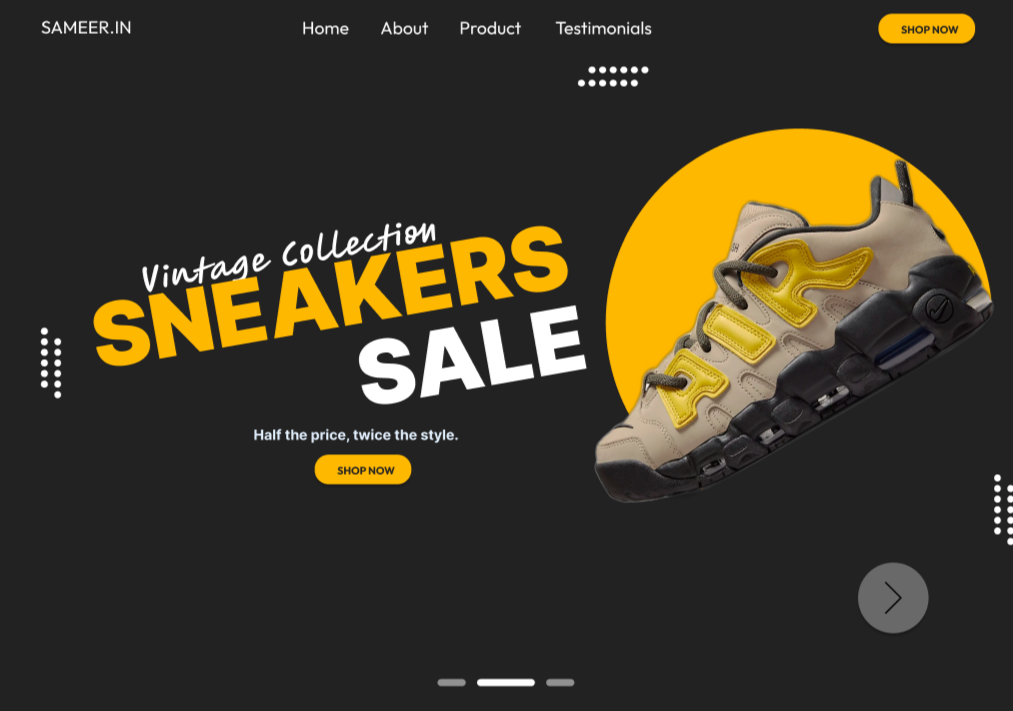 SAMEER.IN
Home About Product Testimonials
SHOP NOW
Vintage Collection
SNEAKERS
SALE
Half the price, twice the style.
SHOP NOW